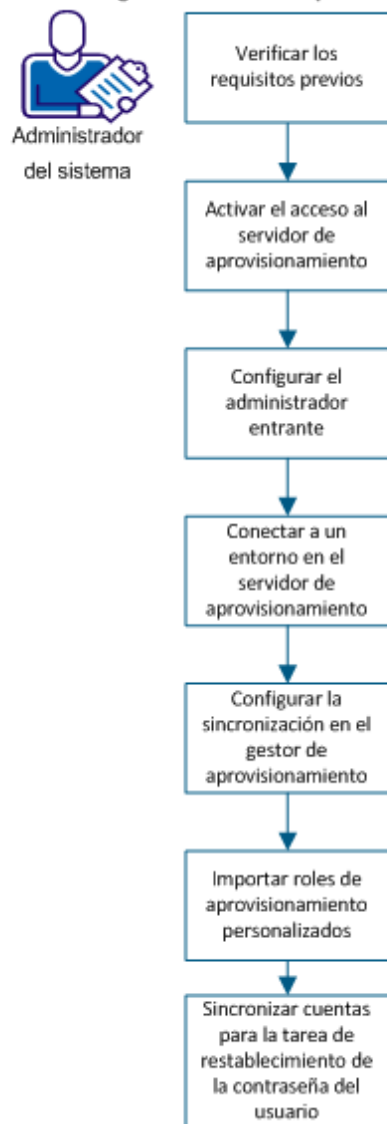 Administrador
del sistema
Verificar los
requisitos previos
Activar el acceso al
servidor de
aprovisionamiento
Configurar el
administrador
entrante
Conectar a un
entorno en el
servidor de
aprovisionamiento
Configurar la
sincronización en el
gestor de
aprovisionamiento
Importar roles de
aprovisionamiento
personalizados
Sincronizar cuentas
para la tarea de
restablecimiento de
la contraseña del
usuario